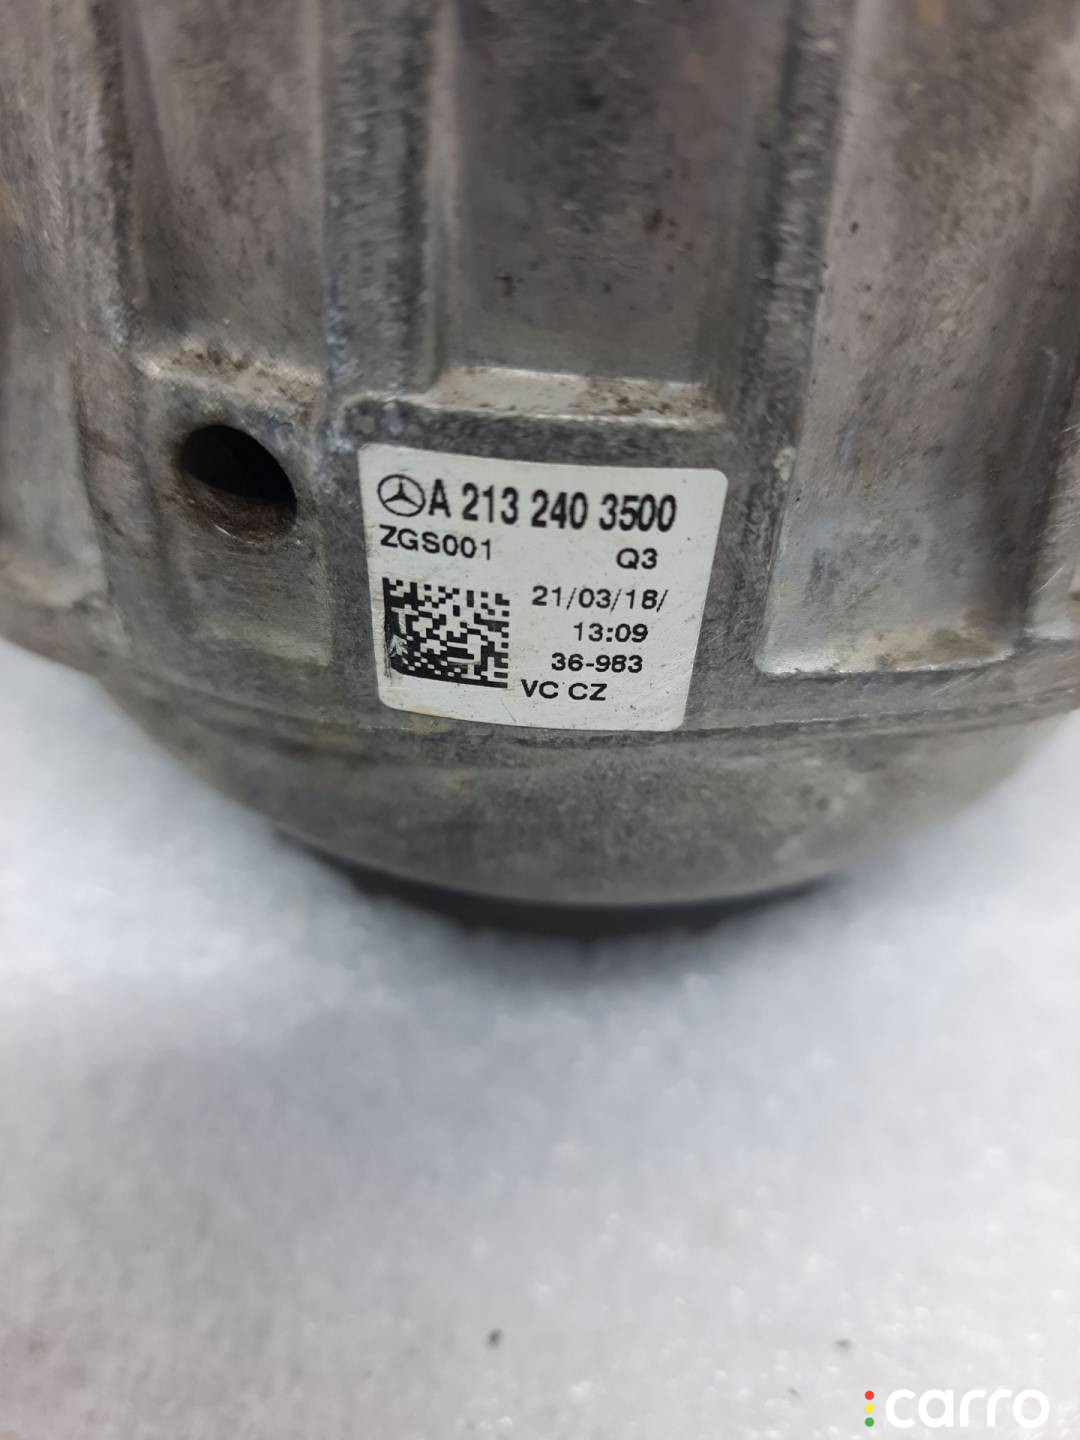 A 213 240 3500
ZGS001 Q3
21/03/18/
13:09
36-983
VC CZ
carro